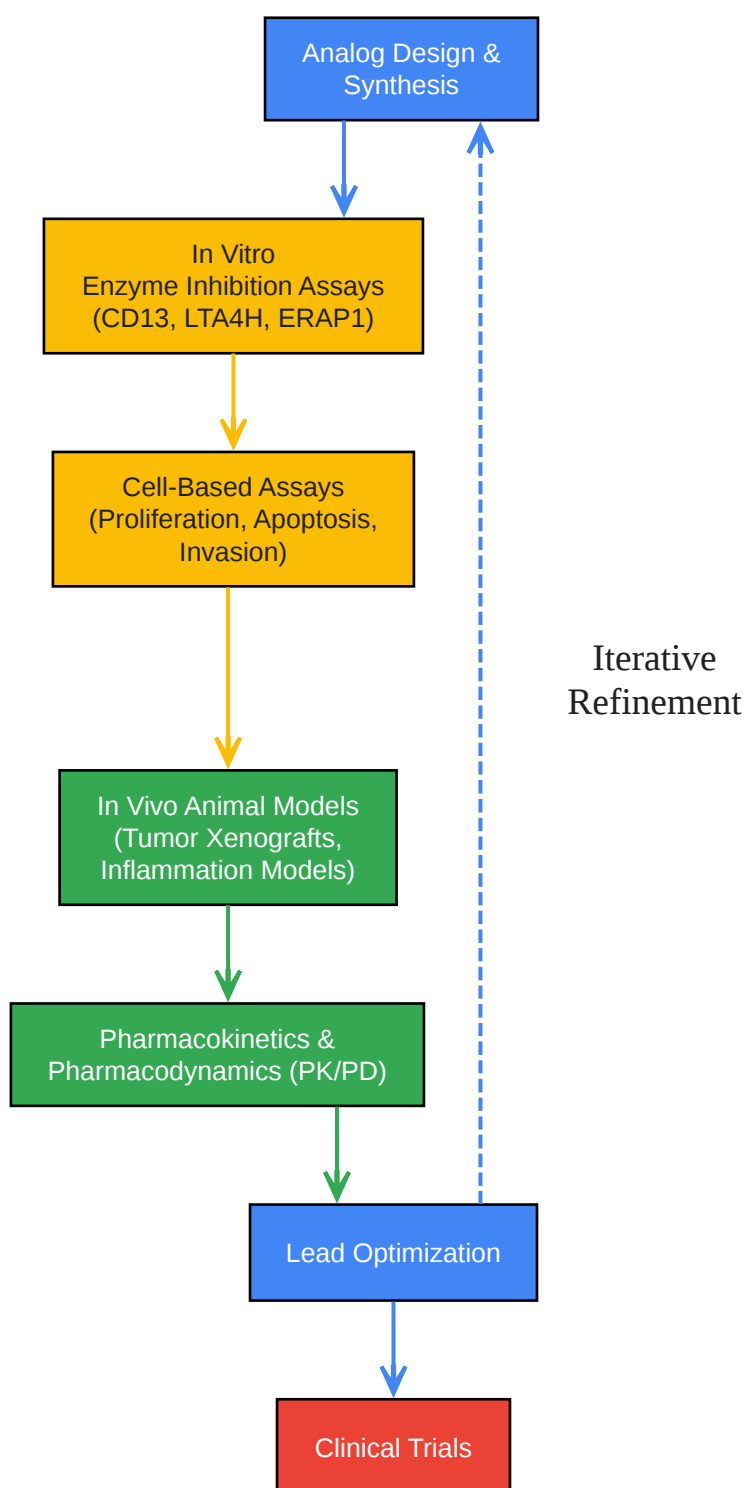 Analog Design &
Synthesis
In Vitro
Enzyme Inhibition Assays
(CD13, LTA4H, ERAP1)
Cell-Based Assays
(Proliferation, Apoptosis,
Invasion)
Iterative
Refinement
In Vivo Animal Models
(Tumor Xenografts,
Inflammation Models)
Pharmacokinetics &
Pharmacodynamics (PK/PD)
Lead Optimization
Clinical Trials